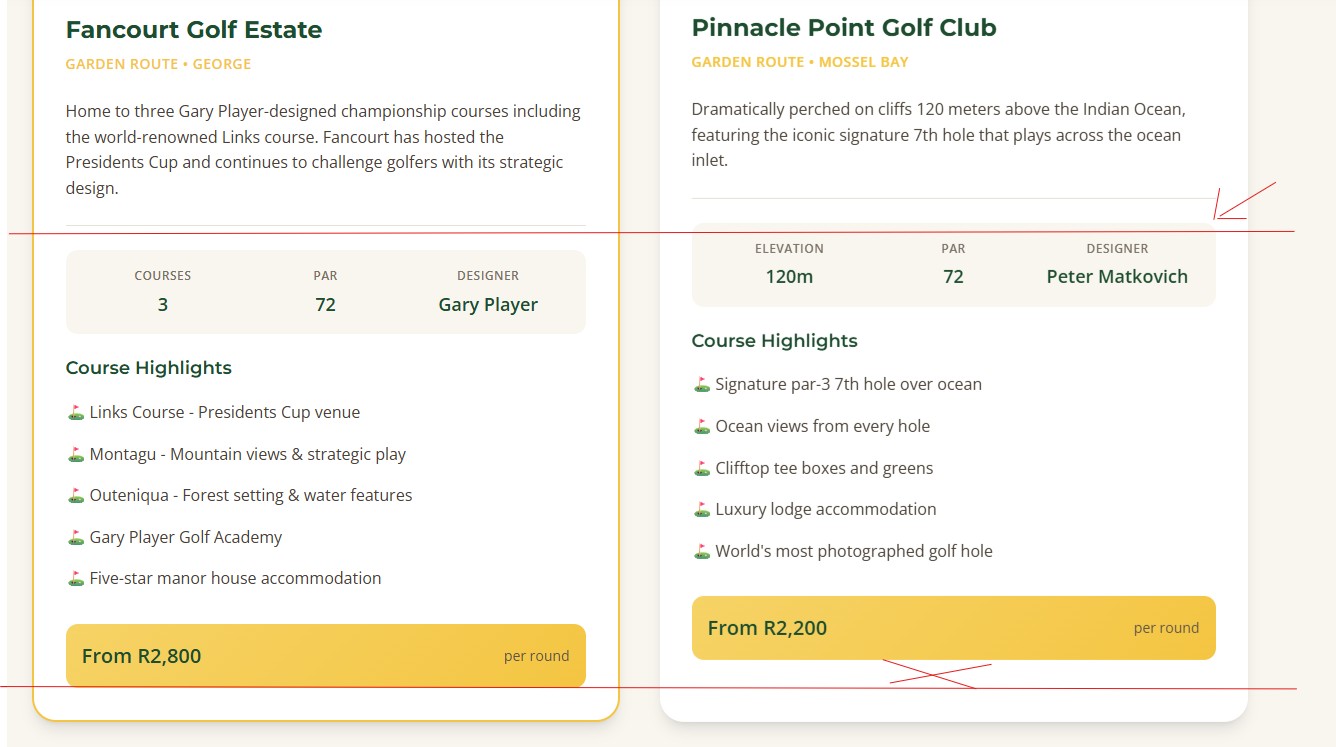 Fancourt Golf Estate
GARDEN ROUTE • GEORGE
Home to three Gary Player-designed championship courses including
the world-renowned Links course. Fancourt has hosted the
Presidents Cup and continues to challenge golfers with its strategic
design.
COURSES PAR DESIGNER
3 72 Gary Player
Course Highlights
Links Course - Presidents Cup venue
Montagu - Mountain views & strategic play
Outeniqua - Forest setting & water features
Gary Player Golf Academy
Five-star manor house accommodation
From R2,800 per round
Pinnacle Point Golf Club
GARDEN ROUTE • MOSSEL BAY
Dramatically perched on cliffs 120 meters above the Indian Ocean,
featuring the iconic signature 7th hole that plays across the ocean
inlet.
ELEVATION PAR DESIGNER
120m 72 Peter Matkovich
Course Highlights
Signature par-3 7th hole over ocean
Ocean views from every hole
Clifftop tee boxes and greens
Luxury lodge accommodation
World's most photographed golf hole
From R2,200 per round